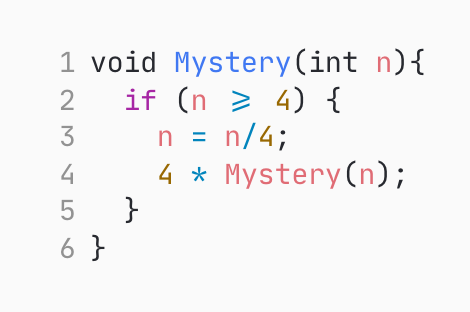 1 void Mystery(int n){
2   if (n ⩾ 4) {
3     n = n/4;
4     4 * Mystery(n);
5   }
6 }